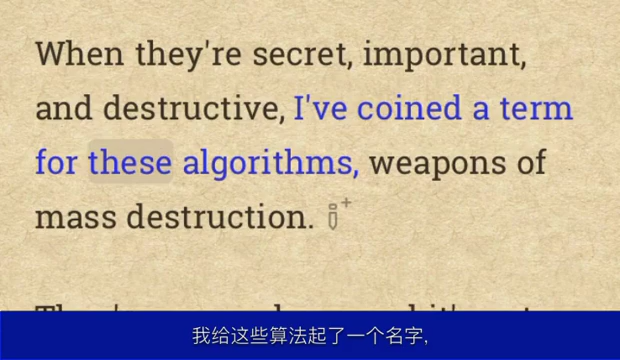 When they're secret, important,
and destructive, I've coined a term
for these algorithms, weapons of
mass destruction.
我给这些算法起了一个名字,